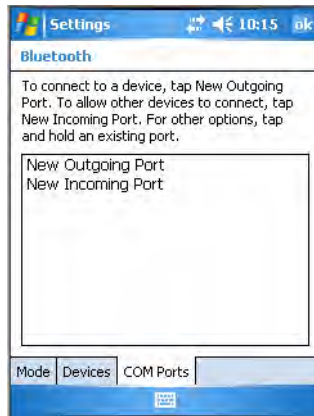 Settings 10:15 ok
Bluetooth
To connect to a device, tap New Outgoing
Port. To allow other devices to connect, tap
New Incoming Port. For other options, tap
and hold an existing port.
New Outgoing Port
New Incoming Port
Mode Devices COM Ports